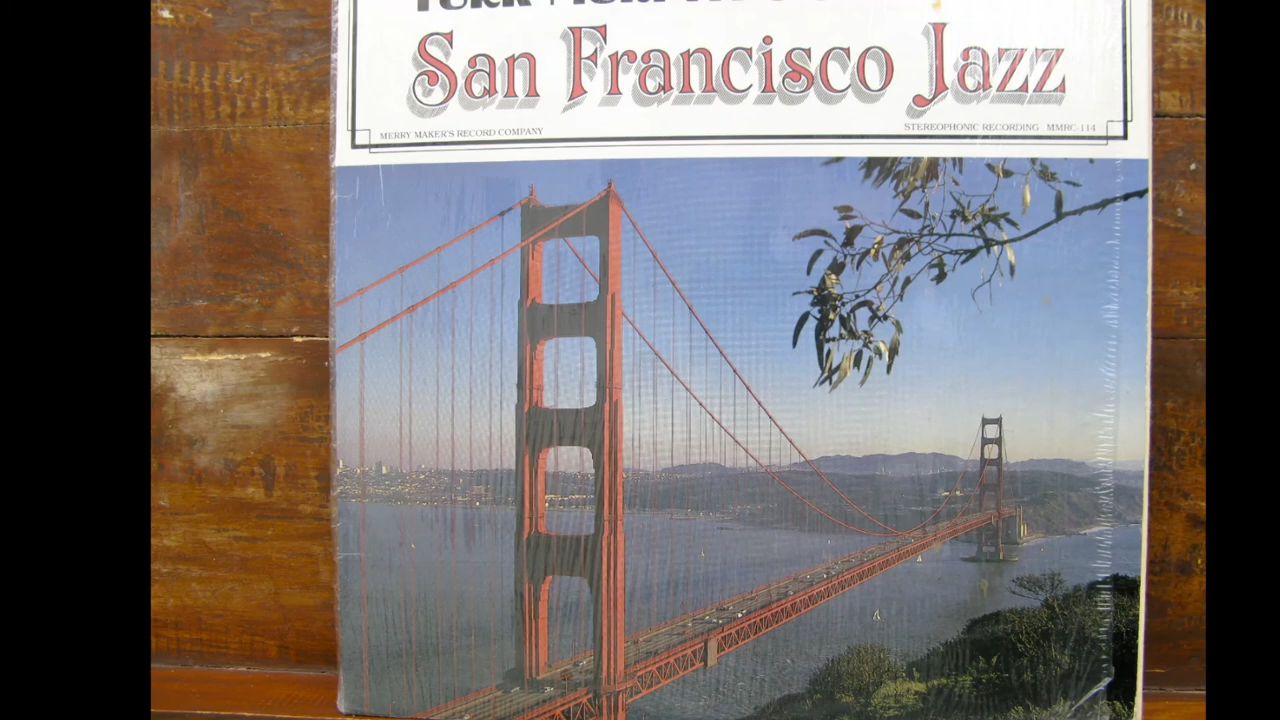 San Francisco Jazz
MERRY MAKER'S RECORD COMPANY
STEREOPHONIC RECORDING MMRC-114